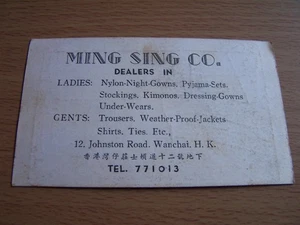 MING SING CO.
DEALERS IN
LADIES: Nylon-Night-Gowns, Pyjama-Sets,
Stockings, Kimonos, Dressing-Gowns
Under-Wears.
GENTS: Trousers, Weather-Proof-Jackets
Shirts, Ties. Etc.,
12, Johnston Road, Wanchai, H. K.
香港灣仔莊士頓道十二號地下
TEL. 771013